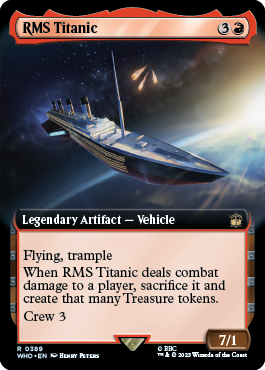 RMS Titanic 3
Legendary Artifact — Vehicle
Flying, trample
When RMS Titanic deals combat
damage to a player, sacrifice it and
create that many Treasure tokens.
Crew 3
7/1
R 0389
WHO • EN HENRY PETERS
© BBC
™ & © 2023 Wizards of the Coast